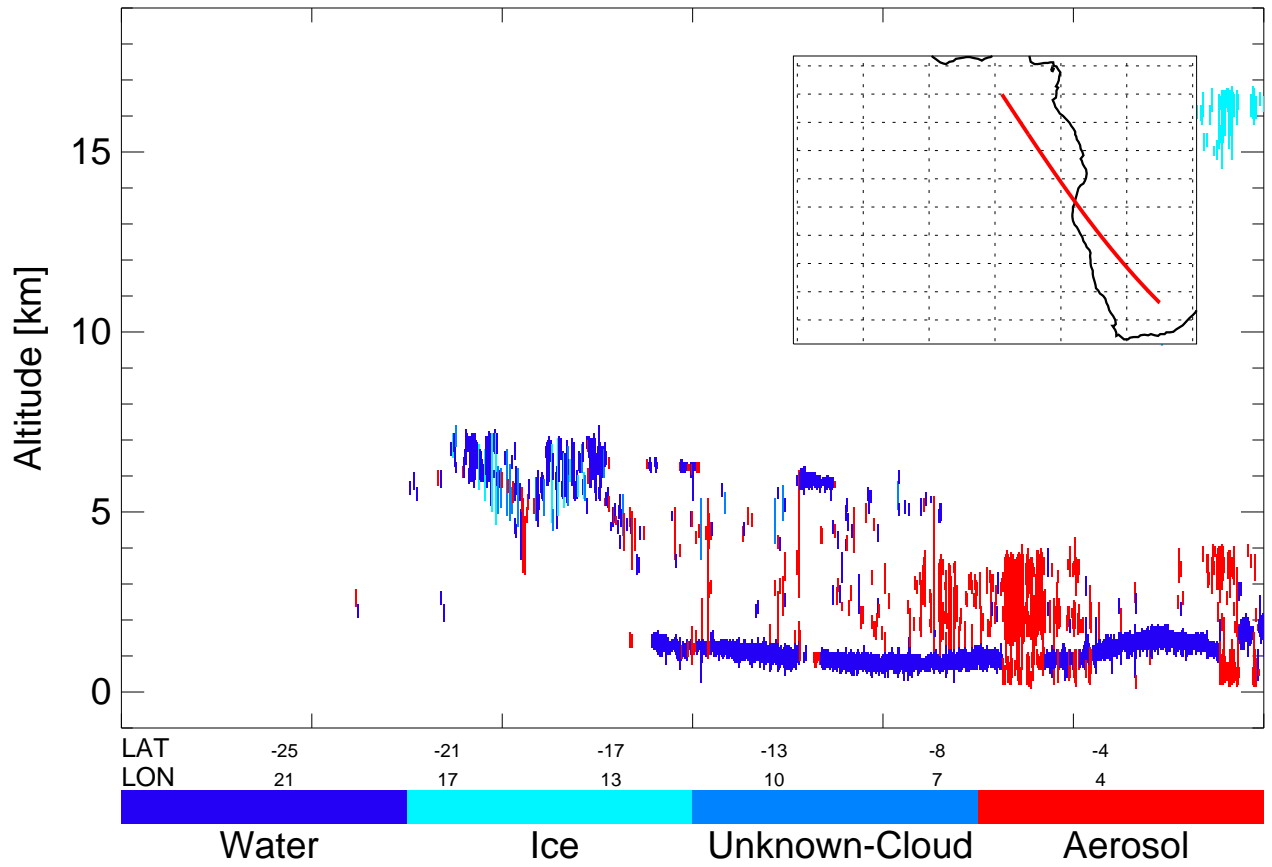 15
10
5
0
Altitude [km]
LAT -25 -21 -17 -13 -8 -4
LON 21 17 13 10 7 4
Water Ice Unknown-Cloud Aerosol